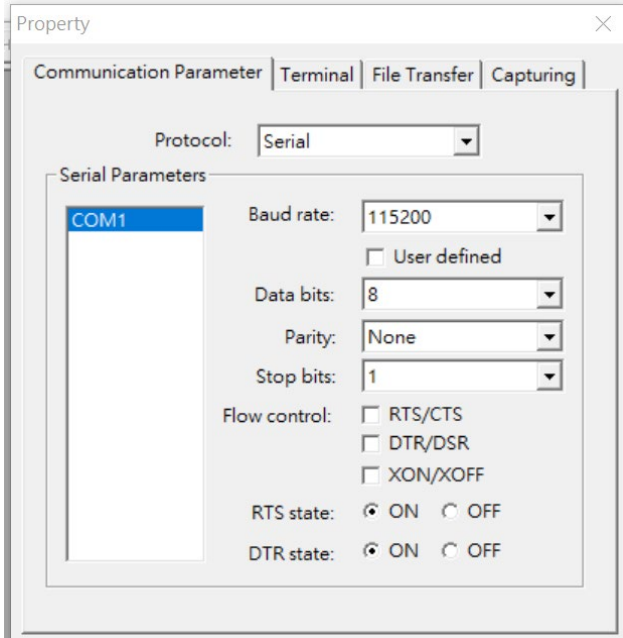 Property
Communication Parameter Terminal File Transfer Capturing
Protocol: Serial
Serial Parameters
COM1
Baud rate: 115200
User defined
Data bits: 8
Parity: None
Stop bits: 1
Flow control: RTS/CTS
DTR/DSR
XON/XOFF
RTS state: ON OFF
DTR state: ON OFF